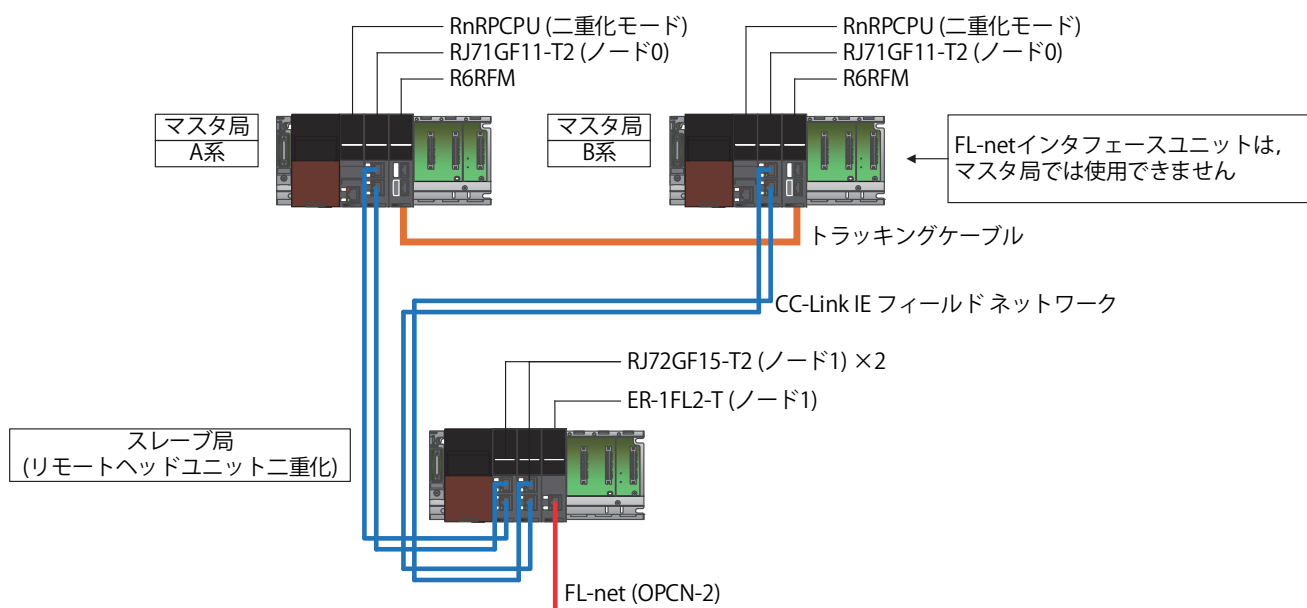 RnRPCPU (二重化モード)
RJ71GF11-T2 (ノード0)
R6RFM
マスタ局
A系
RnRPCPU (二重化モード)
RJ71GF11-T2 (ノード0)
R6RFM
マスタ局
B系
FL-netインタフェースユニットは,
マスタ局では使用できません
トラッキングケーブル
CC-Link IE フィールド ネットワーク
RJ72GF15-T2 (ノード1) ×2
ER-1FL2-T (ノード1)
スレーブ局
(リモートヘッドユニット二重化)
FL-net (OPCN-2)